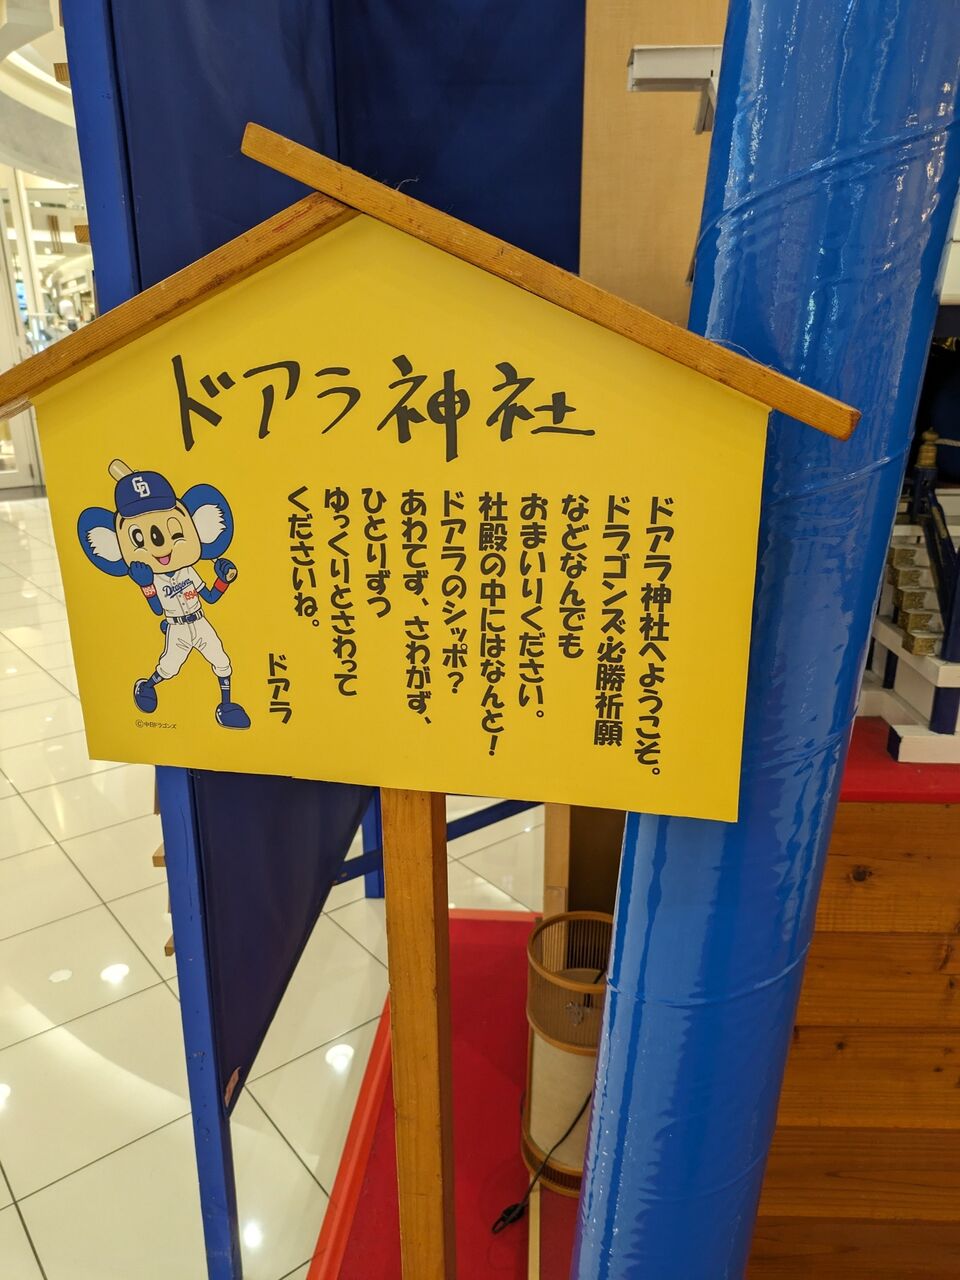 ドアラ神社
ドアラ神社へようこそ。
ドラゴンズ必勝祈願
などなんでも
おまいりください。
社殿の中にはなんと!
ドアラのシッポ?
あわてず、さわがず、
ひとりずつ
ゆっくりとさわって
くださいね。
ドアラ
CD
Dragons
1994
1994
©中日ドラゴンズ